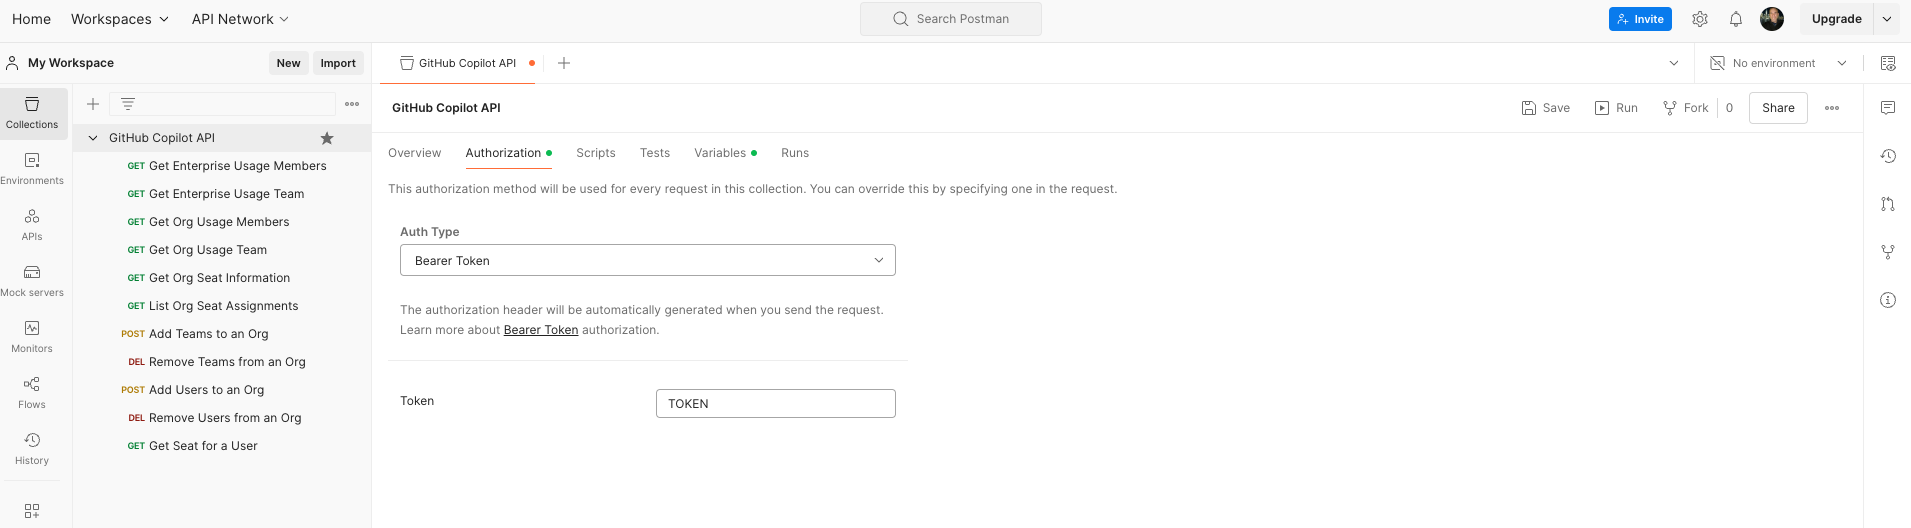 Home Workspaces API Network Search Postman Invite Upgrade
My Workspace New Import GitHub Copilot API No environment
GitHub Copilot API Save Run Fork 0 Share
Collections
Environments
APIs
Mock servers
Monitors
Flows
History
GitHub Copilot API
GET Get Enterprise Usage Members
GET Get Enterprise Usage Team
GET Get Org Usage Members
GET Get Org Usage Team
GET Get Org Seat Information
GET List Org Seat Assignments
POST Add Teams to an Org
DEL Remove Teams from an Org
POST Add Users to an Org
DEL Remove Users from an Org
GET Get Seat for a User
Overview Authorization Scripts Tests Variables Runs
This authorization method will be used for every request in this collection. You can override this by specifying one in the request.
Auth Type
Bearer Token
The authorization header will be automatically generated when you send the request.
Learn more about Bearer Token authorization.
Token TOKEN